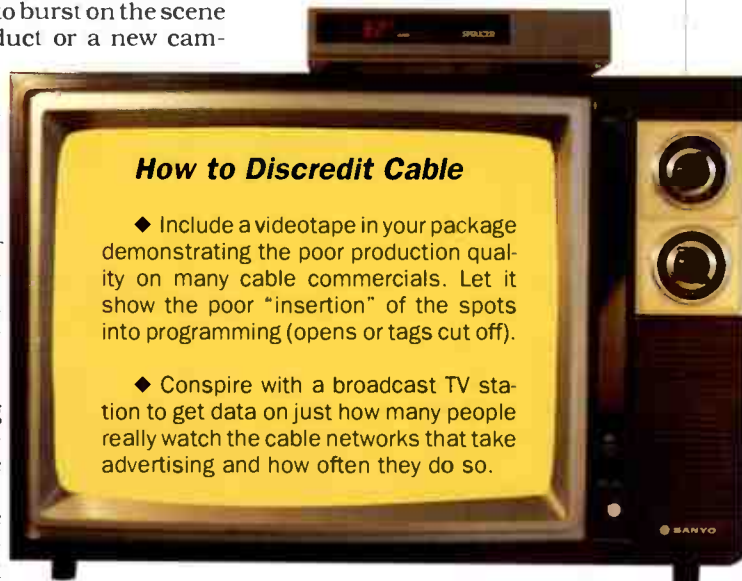 to burst on the scene
duct or a new cam-
How to Discredit Cable
◆ Include a videotape in your package
demonstrating the poor production qual-
ity on many cable commercials. Let it
show the poor "insertion" of the spots
into programming (opens or tags cut off).
◆ Conspire with a broadcast TV sta-
tion to get data on just how many people
really watch the cable networks that take
advertising and how often they do so.
SANYO